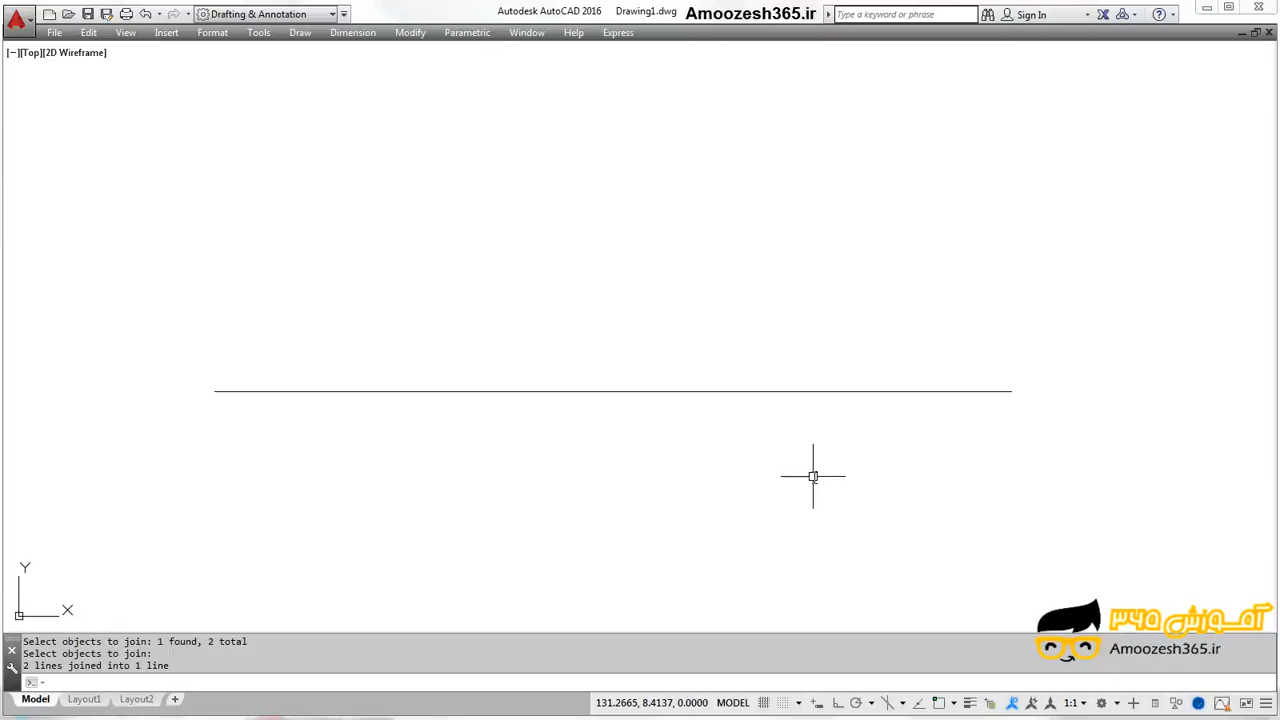 Drafting & Annotation
Autodesk AutoCAD 2016 Drawing1.dwg
Amoozesh365.ir
Type a keyword or phrase
Sign In
File Edit View Insert Format Tools Draw Dimension Modify Parametric Window Help Express
[−][Top][2D Wireframe]
Y
X
Select objects to join: 1 found, 2 total
Select objects to join:
2 lines joined into 1 line
آموزش ۳۶۵
Amoozesh365.ir
Model Layout1 Layout2 +
131.2665, 8.4137, 0.0000 MODEL 1:1